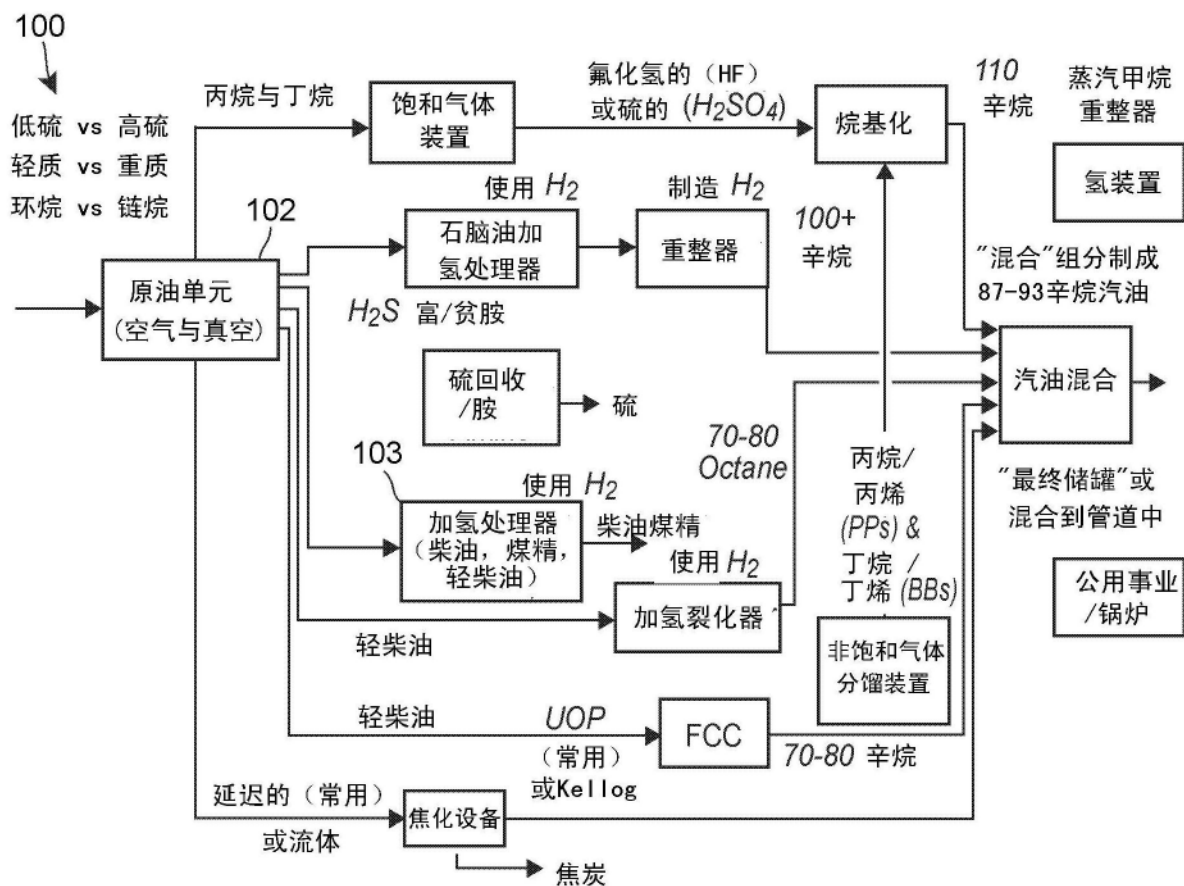 100
低硫 vs 高硫
轻质 vs 重质
环烷 vs 链烷
102
原油单元
(空气与真空)
丙烷与丁烷
饱和气体
装置
氟化氢的（HF）
或硫的 (H2SO4)
烷基化
110
辛烷
蒸汽甲烷
重整器
氢装置
使用 H2
石脑油加
氢处理器
制造 H2
重整器
100+
辛烷
"混合"组分制成
87-93辛烷汽油
H2S 富/贫胺
硫回收
/胺
硫
汽油混合
70-80
Octane
103
使用 H2
加氢处理器
（柴油，煤精，
轻柴油）
柴油煤精
丙烷/
丙烯
(PPs) &
丁烷 /
丁烯 (BBs)
"最终储罐"或
混合到管道中
使用 H2
加氢裂化器
轻柴油
非饱和气体
分馏装置
公用事业
/锅炉
轻柴油
UOP
（常用）
或Kellog
FCC
70-80 辛烷
延迟的（常用）
或流体
焦化设备
焦炭